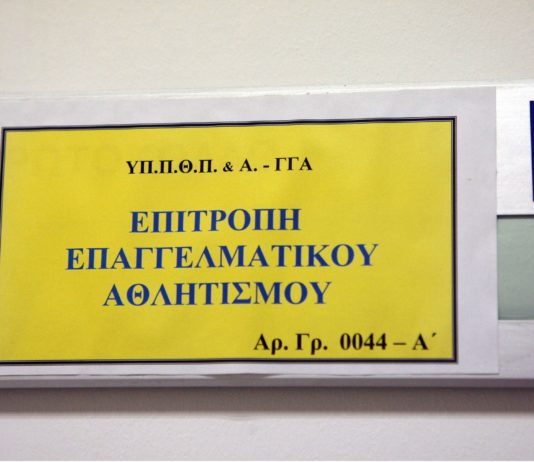 ΥΠ.Π.Θ.Π. & Α. - ΓΓΑ
ΕΠΙΤΡΟΠΗ
ΕΠΑΓΓΕΛΜΑΤΙΚΟΥ
ΑΘΛΗΤΙΣΜΟΥ
Αρ. Γρ. 0044 – Α΄